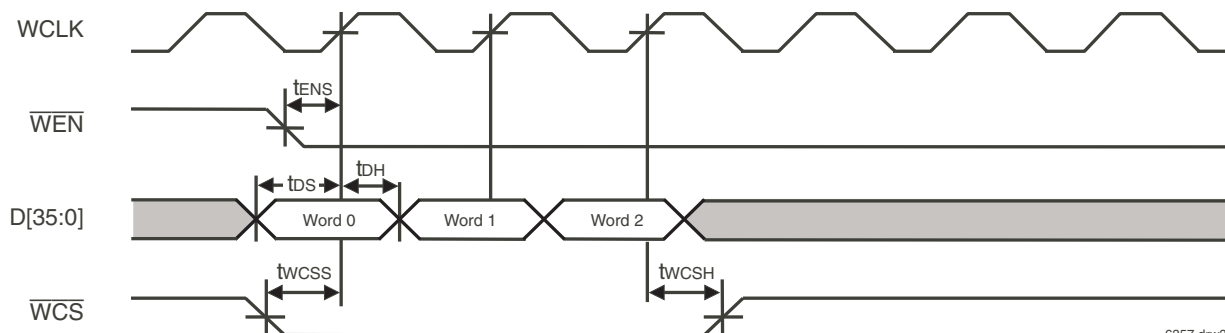 WCLK
tENS
WEN
tDS
tDH
D[35:0]
Word 0
Word 1
Word 2
tWCSS
tWCSH
WCS